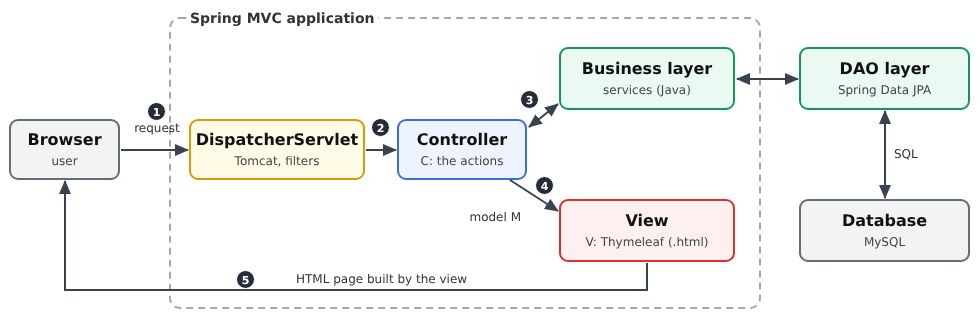 Spring MVC application
Business layer
services (Java)
DAO layer
Spring Data JPA
1
request
2
3
Browser
user
DispatcherServlet
Tomcat, filters
Controller
C: the actions
SQL
4
model M
View
V: Thymeleaf (.html)
Database
MySQL
5
HTML page built by the view